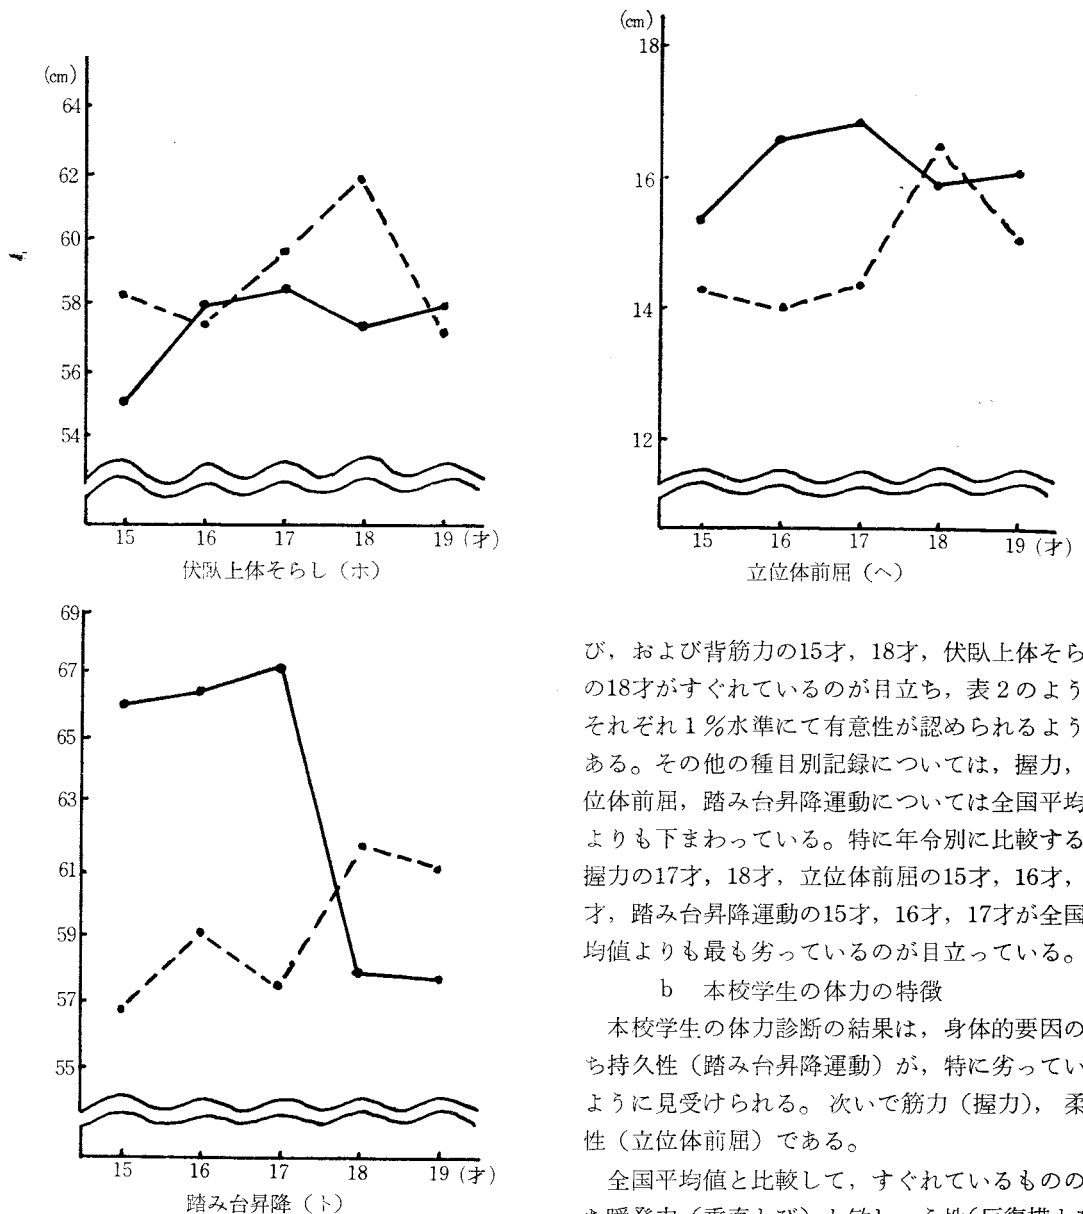 (cm)
64
62
60
58
56
54
15 16 17 18 19 (才)
伏臥上体そらし（ホ）
(cm)
18
16
14
12
15 16 17 18 19 (才)
立位体前屈（ヘ）
69
67
65
63
61
59
57
55
15 16 17 18 19 (才)
踏み台昇降（ト）
び，および背筋力の15才，18才，伏臥上体そら
の18才がすぐれているのが目立ち，表2のよう
それぞれ1％水準にて有意性が認められるよう
ある。その他の種目別記録については，握力，
位体前屈，踏み台昇降運動については全国平均
よりも下まわっている。特に年令別に比較する
握力の17才，18才，立位体前屈の15才，16才，
才，踏み台昇降運動の15才，16才，17才が全国
均値よりも最も劣っているのが目立っている。
b 本校学生の体力の特徴
本校学生の体力診断の結果は，身体的要因の
ち持久性（踏み台昇降運動）が，特に劣ってい
ように見受けられる。次いで筋力（握力），柔
性（立位体前屈）である。
全国平均値と比較して，すぐれているものの